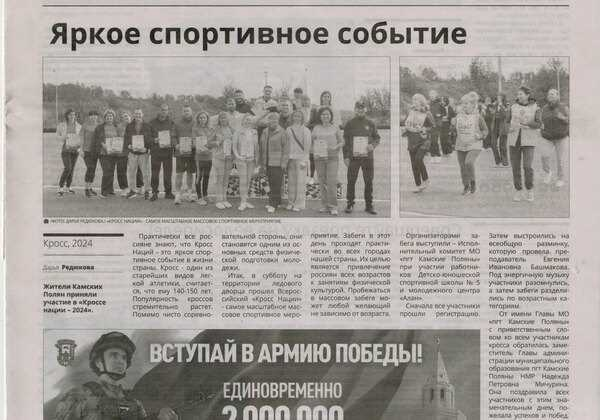 Яркое спортивное событие
ФОТО: ДАРЬЯ РЕДЮКОВА / «КРОСС НАЦИИ» - САМОЕ МАСШТАБНОЕ МАССОВОЕ СПОРТИВНОЕ МЕРОПРИЯТИЕ
Кросс, 2024
Дарья Редюкова
Жители Камских
Полян приняли
участие в «Кроссе
нации – 2024».
Практически все рос-
сияне знают, что Кросс
Наций – это яркое спор-
тивное событие в жизни
страны. Кросс, один из
старейших видов лег-
кой атлетики, считает-
ся, что ему 140-150 лет.
Популярность кроссов
стремительно растет.
Помимо чисто соревно-
вательной стороны, они
становятся одним из ос-
новных средств физиче-
ской подготовки моло-
дежи.
Итак, в субботу на
территории ледового
дворца прошел Всерос-
сийский «Кросс Нации»
- самое масштабное мас-
совое спортивное меро-
приятие. Забеги в этот
день проходят практи-
чески во всех городах
нашей страны. Их целью
является привлечение
россиян всех возрастов
к занятиям физической
культурой. Пробежаться
в массовом забеге мо-
жет любой желающий
не зависимо от возраста.
Организаторами за-
бега выступили – Испол-
нительный комитет МО
«пгт Камские Поляны»
при участии работни-
ков Детско-юношеской
спортивной школы № 5
и молодежного центра
«Алан».
Сначала все участники
прошли регистрацию.
Затем выстроились на
всеобщую разминку,
которую провела пре-
подаватель Евгения
Ивановна Башмакова.
Под энергичную музыку
участники разомнулись,
а затем забеги раздели-
лись по возрастным ка-
тегориям.
От имени Главы МО
«пгт Камские Поляны»
с приветственным сло-
вом ко всем участникам
кросса обратилась заме-
ститель Главы админи-
страции муниципального
образования пгт Камские
Поляны НМР Надежда
Петровна Мичурина.
Она поздравила всех
участников с этим зна-
менательным днем, по-
желала успехов и
ВСТУПАЙ В АРМИЮ ПОБЕДЫ!
ЕДИНОВРЕМЕННО
2 000 000